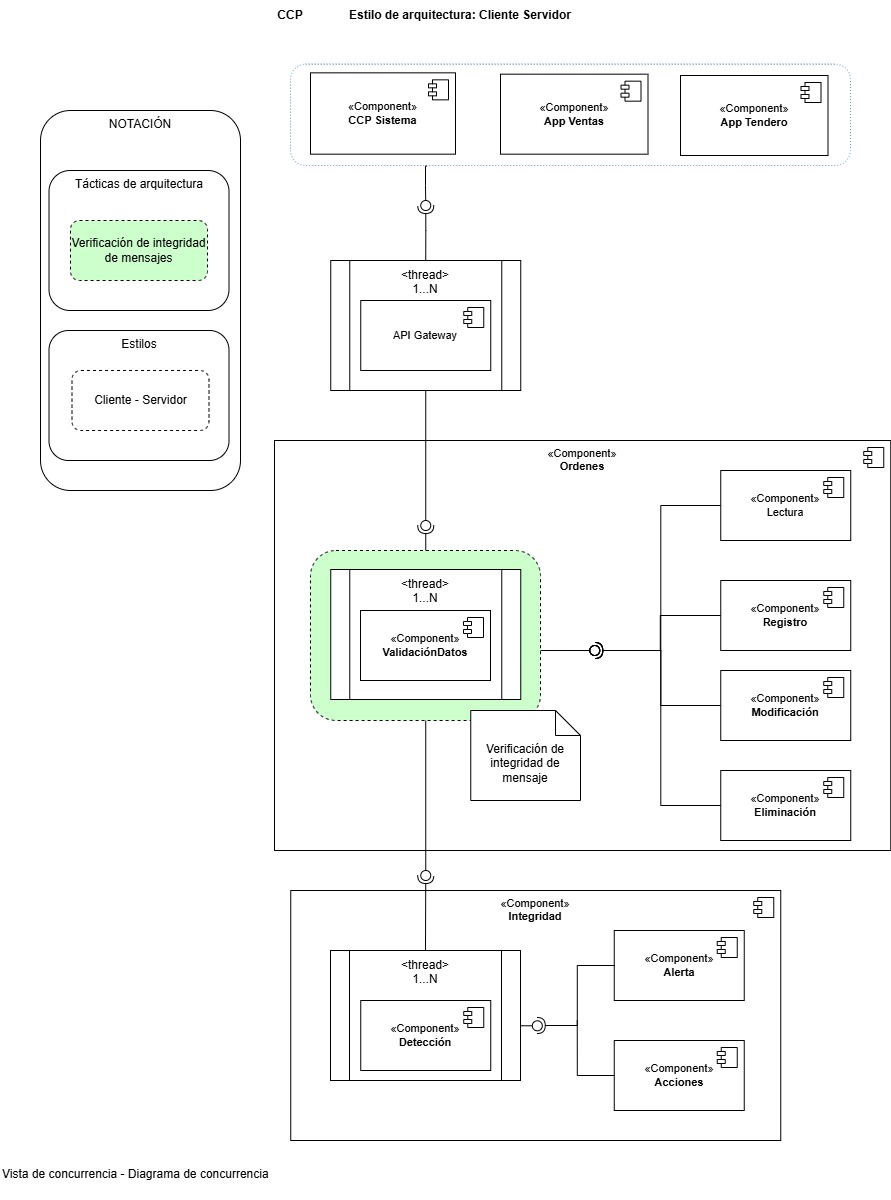 CCP Estilo de arquitectura: Cliente Servidor
«Component»
CCP Sistema
«Component»
App Ventas
«Component»
App Tendero
NOTACIÓN
Tácticas de arquitectura
Verificación de integridad
de mensajes
Estilos
Cliente - Servidor
<thread>
1...N
API Gateway
«Component»
Ordenes
<thread>
1...N
«Component»
ValidaciónDatos
Verificación de
integridad de
mensaje
«Component»
Lectura
«Component»
Registro
«Component»
Modificación
«Component»
Eliminación
«Component»
Integridad
<thread>
1...N
«Component»
Detección
«Component»
Alerta
«Component»
Acciones
Vista de concurrencia - Diagrama de concurrencia